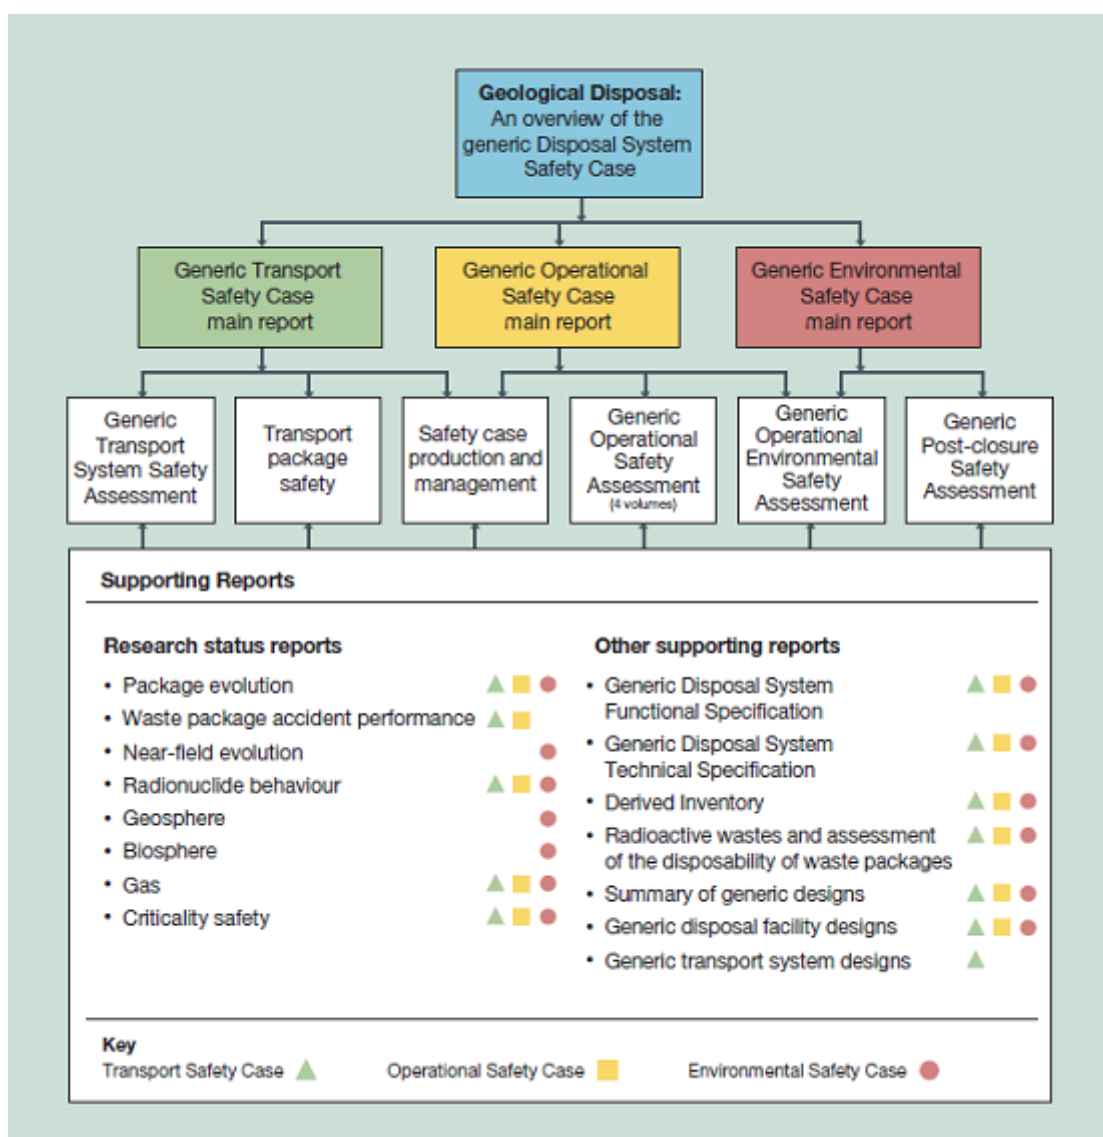 Geological Disposal:
An overview of the
generic Disposal System
Safety Case
Generic Transport
Safety Case
main report
Generic Operational
Safety Case
main report
Generic Environmental
Safety Case
main report
Generic
Transport
System Safety
Assessment
Transport
package
safety
Safety case
production and
management
Generic
Operational
Safety
Assessment
(4 volumes)
Generic
Operational
Environmental
Safety
Assessment
Generic
Post-closure
Safety
Assessment
Supporting Reports
Research status reports
• Package evolution
• Waste package accident performance
• Near-field evolution
• Radionuclide behaviour
• Geosphere
• Biosphere
• Gas
• Criticality safety
Other supporting reports
• Generic Disposal System
Functional Specification
• Generic Disposal System
Technical Specification
• Derived Inventory
• Radioactive wastes and assessment
of the disposability of waste packages
• Summary of generic designs
• Generic disposal facility designs
• Generic transport system designs
Key
Transport Safety Case
Operational Safety Case
Environmental Safety Case